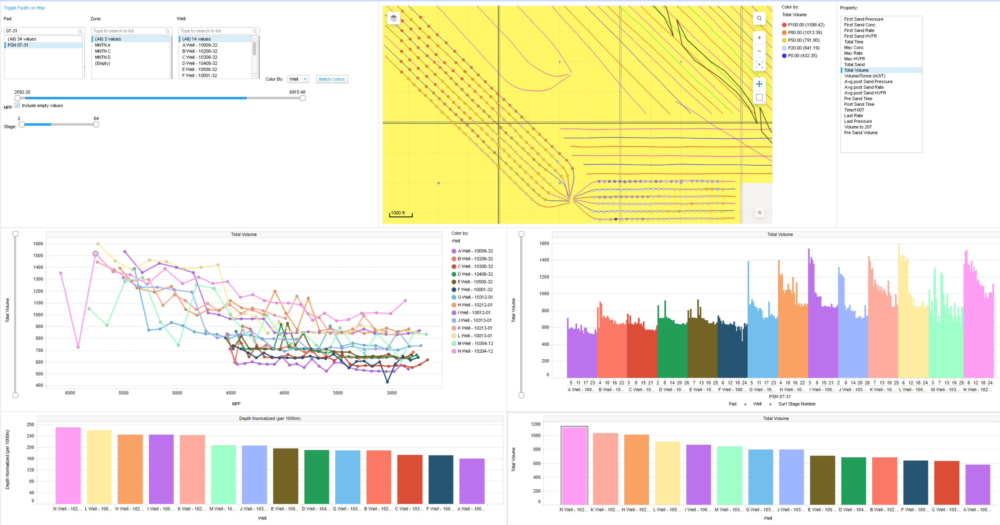 Toggle Faults on Map
Pad:
Zone:
Well:
07-31
Type to search in list
Type to search in list
(All) 34 values
PSN 07-31
(All) 3 values
MNTN A
MNTN C
MNTN D
(Empty)
(All) 14 values
A Well - 10009-32
B Well - 10208-32
C Well - 10308-32
D Well - 10408-32
E Well - 10508-32
F Well - 10001-32
Color By:
Well
Match Colors
2592.20
6915.48
MPP:
Include empty values
2
64
Stage:
1
6
5
36
31
32
1000 ft
@
Color by:
Total Volume
P100.00 (1598.42)
P80.00 (1013.39)
P50.00 (791.80)
P20.00 (641.19)
P0.00 (432.35)
Property:
First Sand Pressure
First Sand Conc
First Sand Rate
First Sand HVFR
Total Time
Max Conc
Max Rate
Max HVFR
Total Sand
Total Volume
Volume/Tonne (m3/T)
Avg post Sand Pressure
Avg post Sand Rate
Avg post Sand HVFR
Pre Sand Time
Post Sand Time
Time/100T
Last Rate
Last Pressure
Volume to 20T
Pre Sand Volume
Total Volume
Total Volume
1600
1500
1400
1300
1200
1100
1000
900
800
700
600
500
400
6000 5500 5000 4500 4000 3500 3000
MPP
Color by:
Well
A Well - 10009-32
B Well - 10208-32
C Well - 10308-32
D Well - 10408-32
E Well - 10508-32
F Well - 10001-32
G Well - 10312-01
H Well - 10212-01
I Well - 10012-01
J Well - 10313-01
K Well - 10213-01
L Well - 10013-01
M Well - 10304-12
N Well - 10204-12
Total Volume
Total Volume
1600
1400
1200
1000
800
600
400
200
0
5 11 17 23 4 10 16 22 3 9 15 21 2 8 14 20 26 7 13 19 25 6 12 18 24 5 11 17 23 4 10 16 22 3 9 15 21 2 8 14 20 26 7 13 19 25 6 12 18 24 3 7 13 19 25 6 12 18 24
A Well - 100... B Well - 10... C Well - 10... D Well - 10... E Well - 10... F Well - 100... G Well - 10... H Well - 10... I Well - 100... J Well - 103... K Well - 10... L Well - 100... M Well - 103... N Well - 102...
PSN 07-31
Pad » Well » Surf Stage Number
Depth Normalized (per 1000m)
Depth Normalized (per 1000m)
280
240
200
160
120
80
40
0
N Well - 102... L Well - 100... H Well - 102... I Well - 100... K Well - 102... M Well - 10... J Well - 103... E Well - 105... D Well - 104... G Well - 103... B Well - 102... C Well - 103... F Well - 100... A Well - 100...
Well
Total Volume
Total Volume
1200
1000
800
600
400
200
0
N Well - 102... K Well - 102... H Well - 102... L Well - 100... I Well - 100... M Well - 103... G Well - 103... J Well - 103... E Well - 105... D Well - 104... B Well - 102... F Well - 100... C Well - 103... A Well - 100...
Well